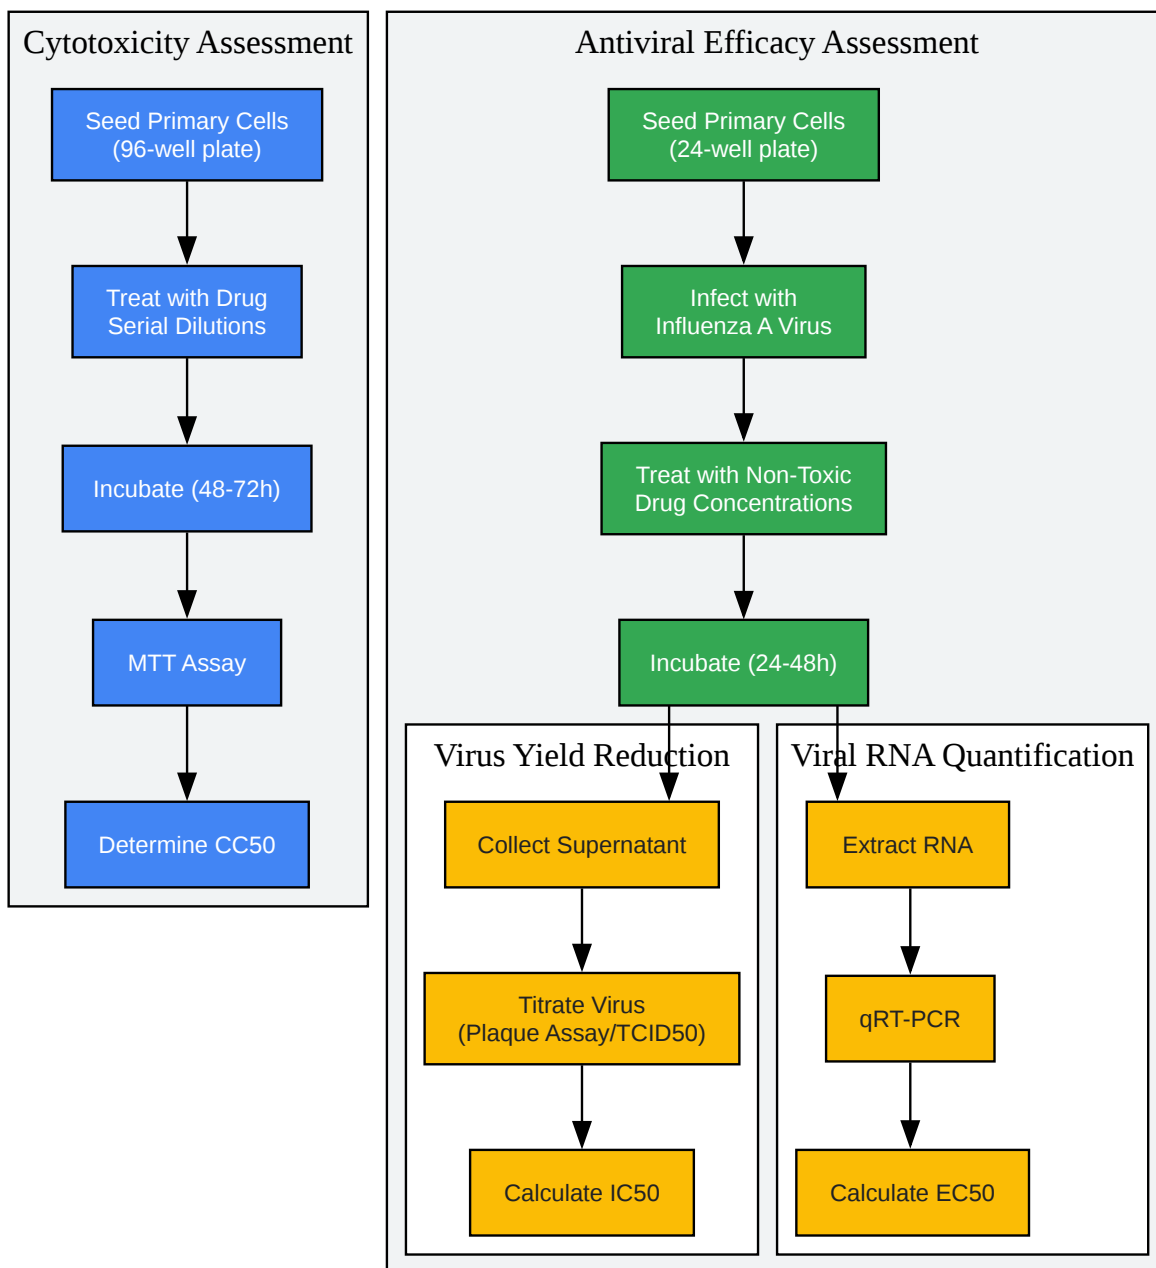 Cytotoxicity Assessment
Seed Primary Cells
(96-well plate)
Treat with Drug
Serial Dilutions
Incubate (48-72h)
MTT Assay
Determine CC50
Antiviral Efficacy Assessment
Seed Primary Cells
(24-well plate)
Infect with
Influenza A Virus
Treat with Non-Toxic
Drug Concentrations
Incubate (24-48h)
Virus Yield Reduction
Collect Supernatant
Titrate Virus
(Plaque Assay/TCID50)
Calculate IC50
Viral RNA Quantification
Extract RNA
qRT-PCR
Calculate EC50